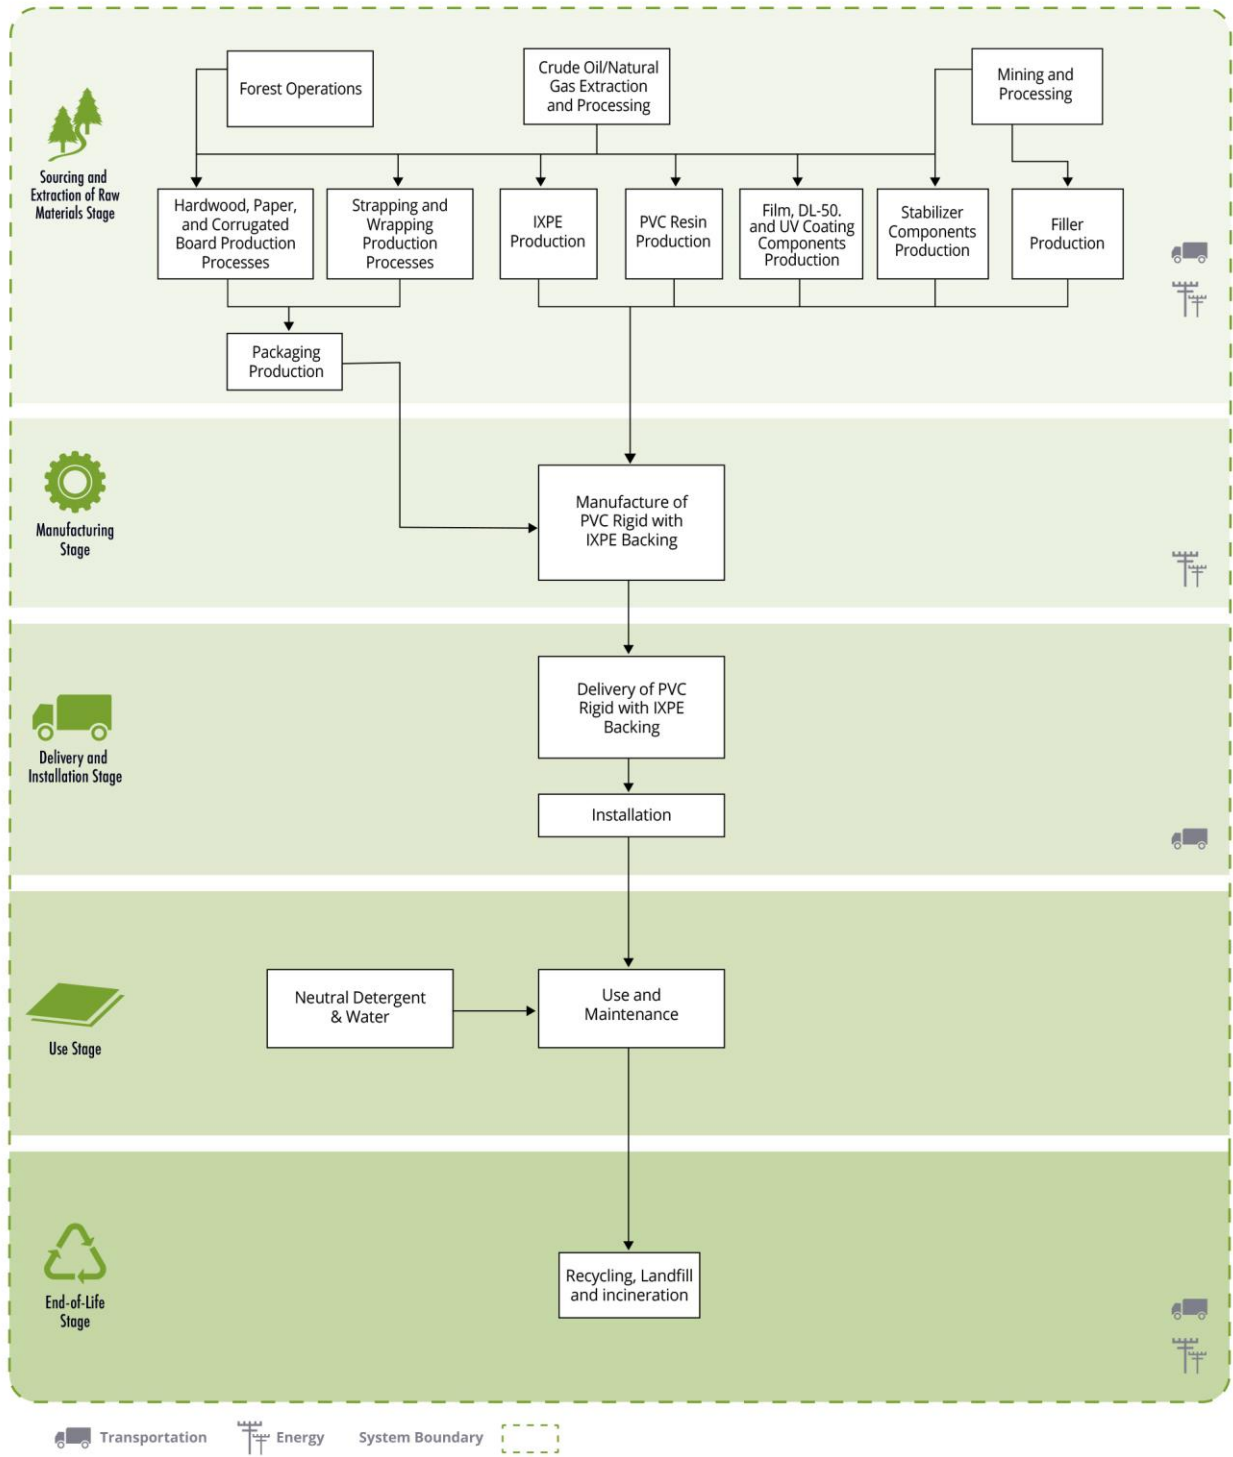 Forest Operations
Crude Oil/Natural
Gas Extraction
and Processing
Mining and
Processing
Sourcing and
Extraction of Raw
Materials Stage
Hardwood, Paper,
and Corrugated
Board Production
Processes
Strapping and
Wrapping
Production
Processes
IXPE
Production
PVC Resin
Production
Film, DL-50.
and UV Coating
Components
Production
Stabilizer
Components
Production
Filler
Production
Packaging
Production
Manufacturing
Stage
Manufacture of
PVC Rigid with
IXPE Backing
Delivery and
Installation Stage
Delivery of PVC
Rigid with IXPE
Backing
Installation
Use Stage
Neutral Detergent
& Water
Use and
Maintenance
End-of-Life
Stage
Recycling, Landfill
and incineration
Transportation
Energy
System Boundary